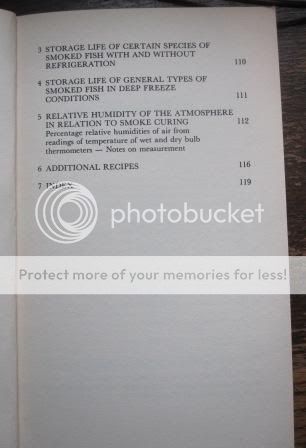 3 STORAGE LIFE OF CERTAIN SPECIES OF
SMOKED FISH WITH AND WITHOUT
REFRIGERATION 110
4 STORAGE LIFE OF GENERAL TYPES OF
SMOKED FISH IN DEEP FREEZE
CONDITIONS 111
5 RELATIVE HUMIDITY OF THE ATMOSPHERE
IN RELATION TO SMOKE CURING 112
Percentage relative humidities of air from
readings of temperature of wet and dry bulb
thermometers — Notes on measurement
6 ADDITIONAL RECIPES 116
7 INDEX 119
photobucket
Protect more of your memories for less!